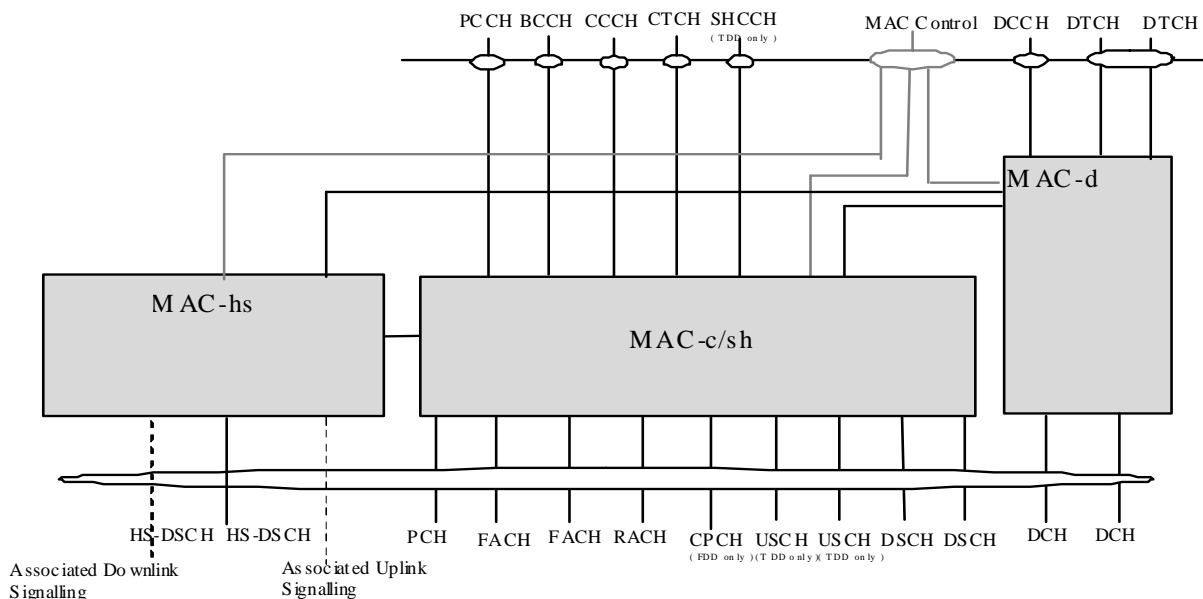 PCCH BCCH CCCH CTCH SHCCH MAC Control DCCH DTCH DTCH
( TDD only )
MAC-d
MAC-hs
MAC-c/sh
HS-DSCH HS-DSCH PCH FACH FACH RACH CPCH USCH USCH DSCH DSCH DCH DCH
( FDD only ) ( TDD only ) ( TDD only )
Associated Downlink Signalling
Associated Uplink Signalling